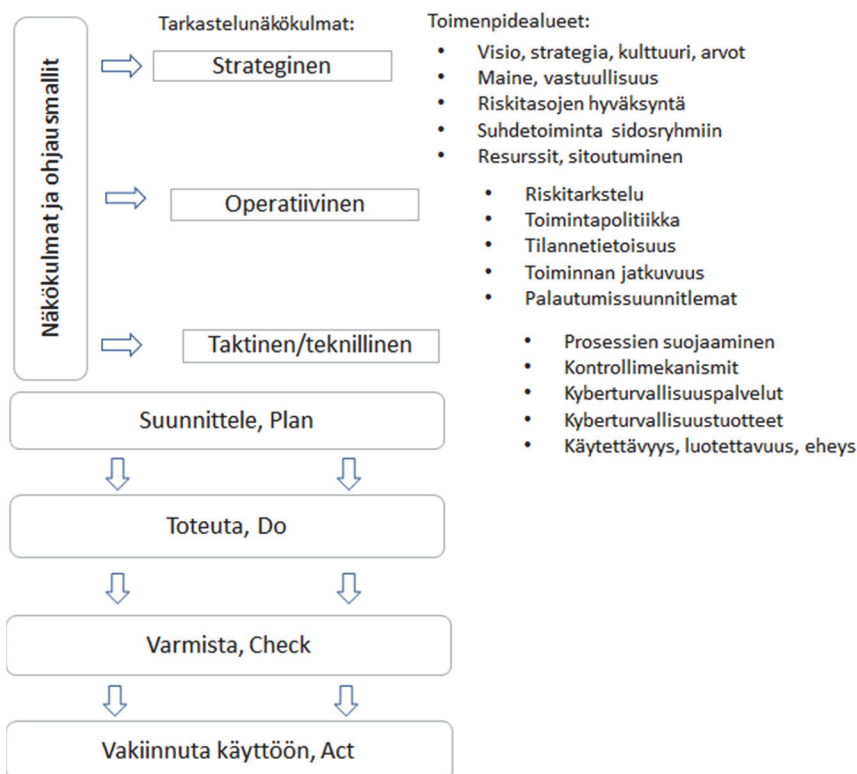 Näkökulmat ja ohjausmallit
Tarkastelunäkökulmat:
Strateginen
Operatiivinen
Taktinen/teknillinen
Toimenpidealueet:
• Visio, strategia, kulttuuri, arvot
• Maine, vastuullisuus
• Riskitasojen hyväksyntä
• Suhdetoiminta sidosryhmiin
• Resurssit, sitoutuminen
• Riskitarkstelu
• Toimintapolitiikka
• Tilannetietoisuus
• Toiminnan jatkuvuus
• Palautumissuunnitlemat
• Prosessien suojaaminen
• Kontrollimekanismit
• Kyberturvallisuuspalvelut
• Kyberturvallisuustuotteet
• Käytettävyys, luotettavuus, eheys
Suunnittele, Plan
Toteuta, Do
Varmista, Check
Vakiinnuta käyttöön, Act